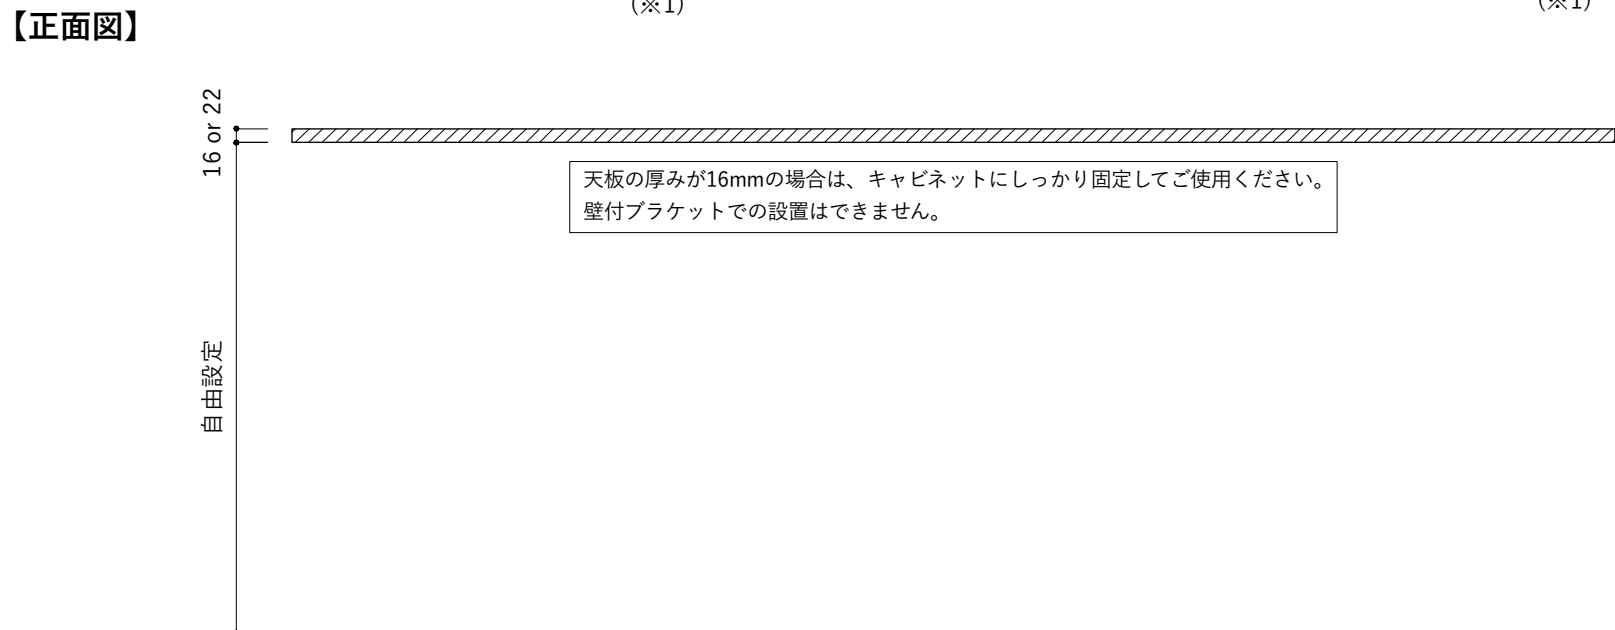 （※1）
（※1）
【正面図】
16 or 22
天板の厚みが16mmの場合は、キャビネットにしっかり固定してご使用ください。
壁付ブラケットでの設置はできません。
自由設定